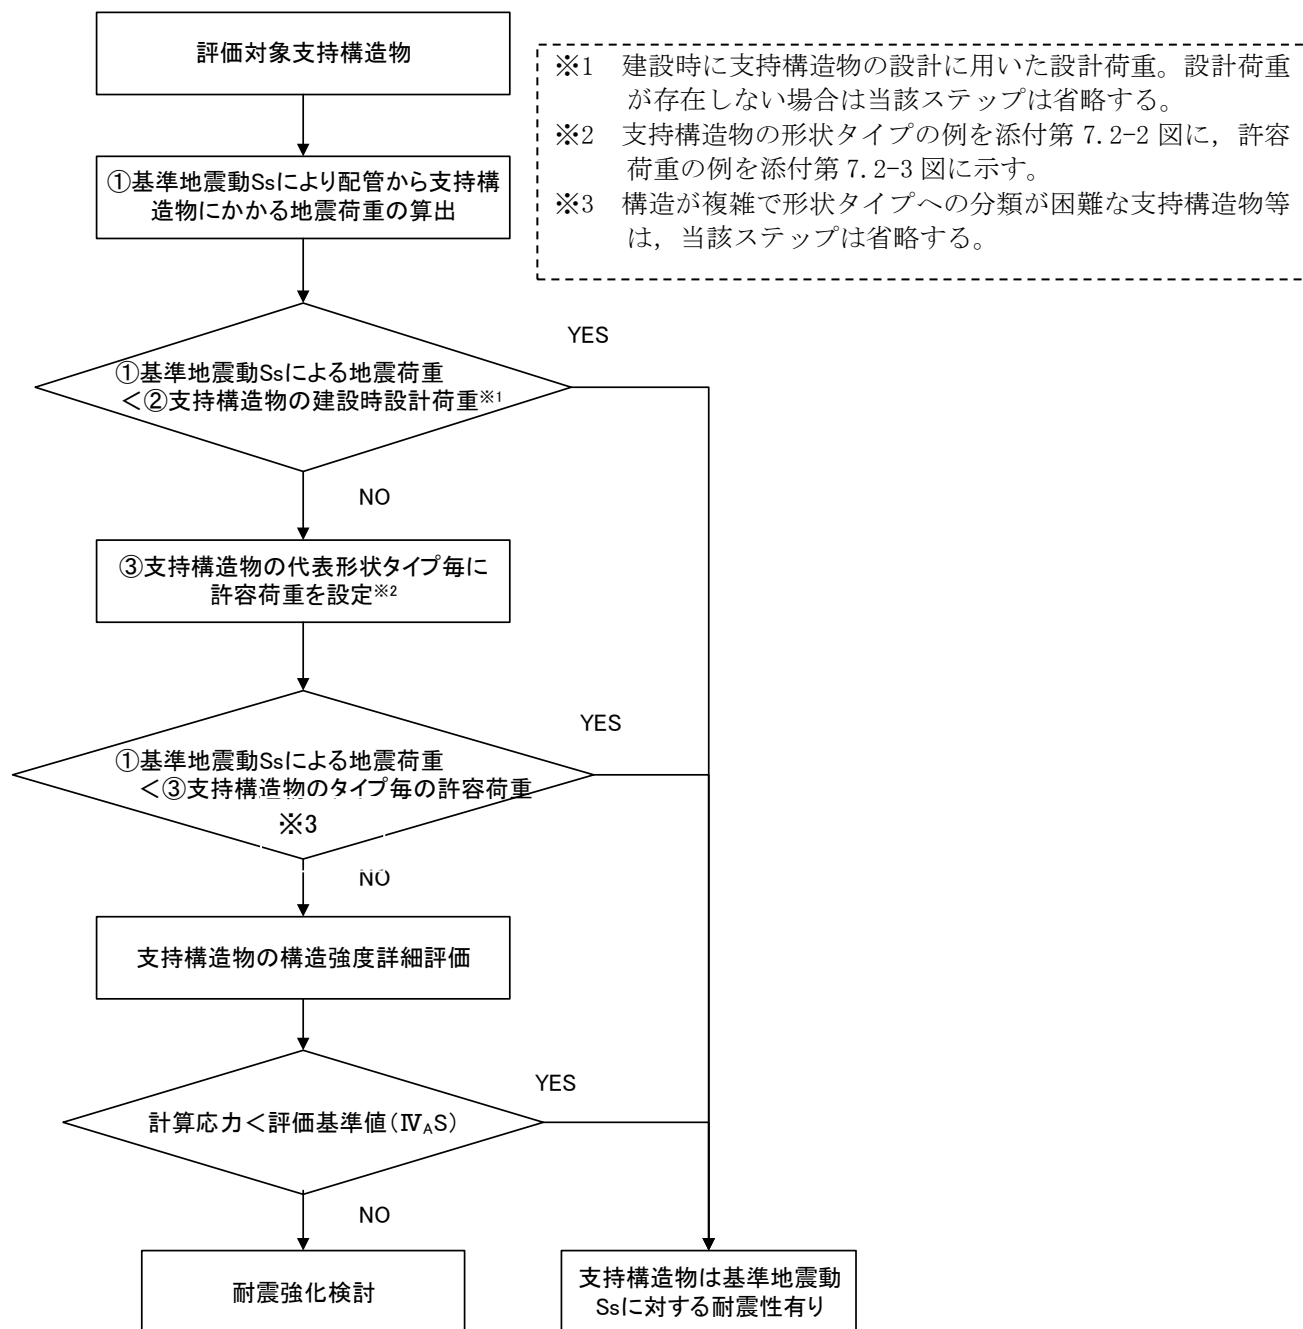 評価対象支持構造物
※1 建設時に支持構造物の設計に用いた設計荷重。設計荷重
が存在しない場合は当該ステップは省略する。
※2 支持構造物の形状タイプの例を添付第 7.2-2 図に，許容
荷重の例を添付第 7.2-3 図に示す。
※3 構造が複雑で形状タイプへの分類が困難な支持構造物等
は，当該ステップは省略する。
①基準地震動Ssにより配管から支持構
造物にかかる地震荷重の算出
YES
①基準地震動Ssによる地震荷重
＜②支持構造物の建設時設計荷重※1
NO
③支持構造物の代表形状タイプ毎に
許容荷重を設定※2
YES
①基準地震動Ssによる地震荷重
＜③支持構造物のタイプ毎の許容荷重
※3
NO
支持構造物の構造強度詳細評価
YES
計算応力＜評価基準値(ⅣAS)
NO
耐震強化検討
支持構造物は基準地震動
Ssに対する耐震性有り